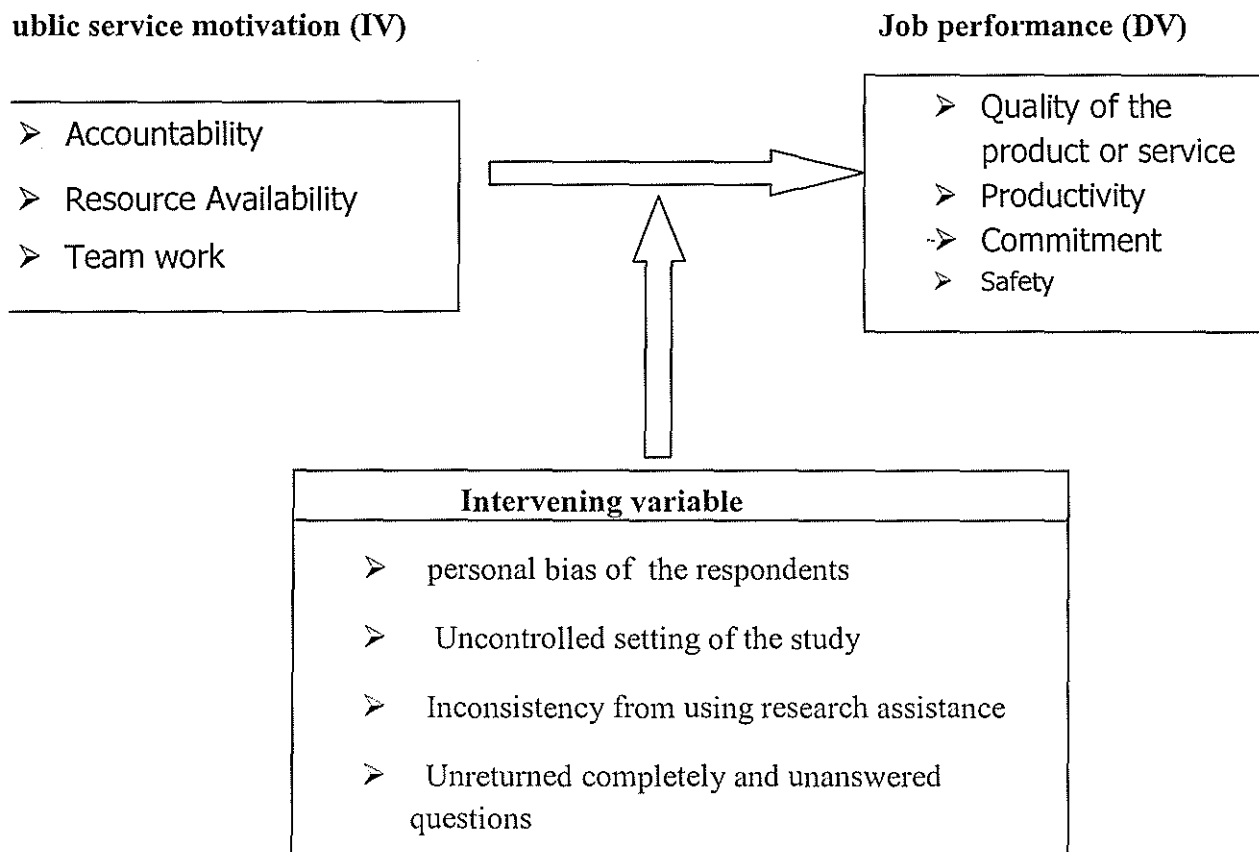 ublic service motivation (IV)
Job performance (DV)
➢ Accountability
➢ Resource Availability
➢ Team work
➢ Quality of the
product or service
➢ Productivity
➢ Commitment
➢ Safety
Intervening variable
➢ personal bias of the respondents
➢ Uncontrolled setting of the study
➢ Inconsistency from using research assistance
➢ Unreturned completely and unanswered
questions